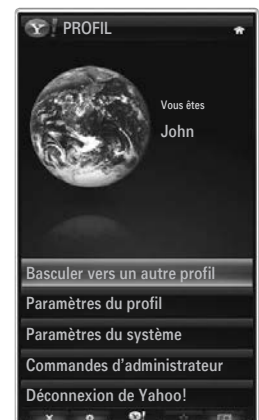 Y! PROFIL
Vous êtes
John
Basculer vers un autre profil
Paramètres du profil
Paramètres du système
Commandes d'administrateur
Déconnexion de Yahoo!
Y!